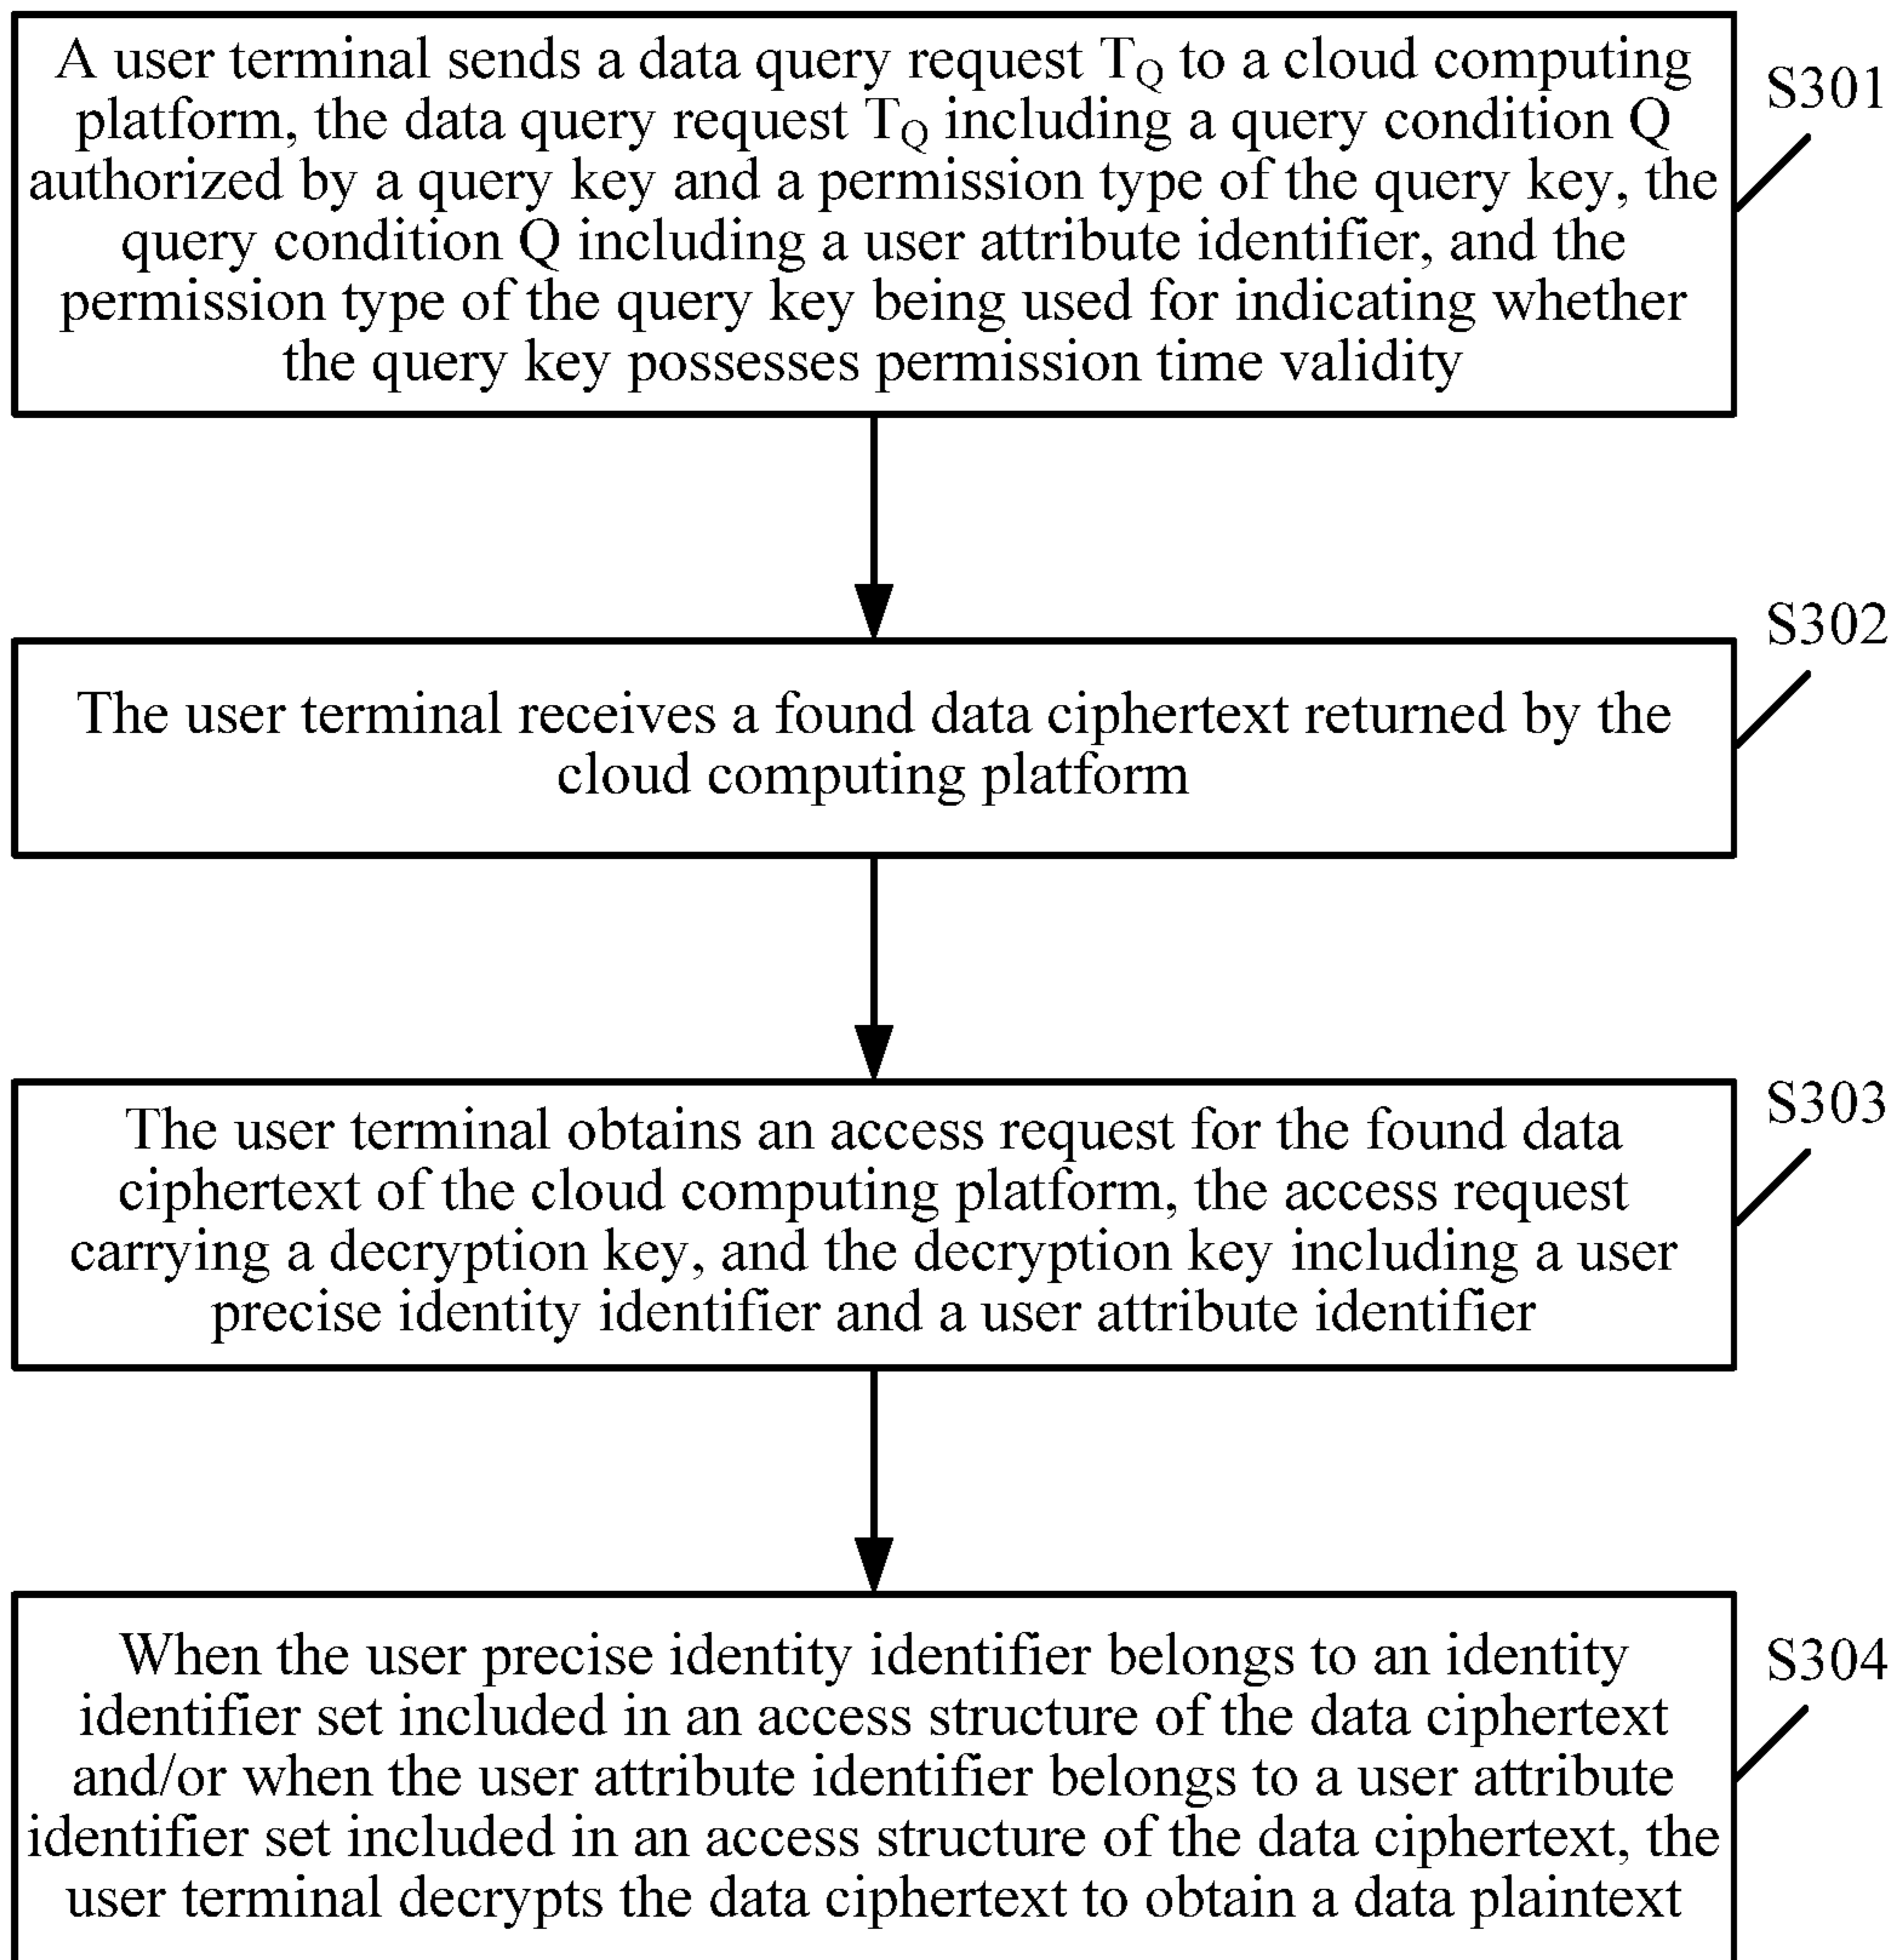 A user terminal sends a data query request TQ to a cloud computing
platform, the data query request TQ including a query condition Q
authorized by a query key and a permission type of the query key, the
query condition Q including a user attribute identifier, and the
permission type of the query key being used for indicating whether
the query key possesses permission time validity
S301
The user terminal receives a found data ciphertext returned by the
cloud computing platform
S302
The user terminal obtains an access request for the found data
ciphertext of the cloud computing platform, the access request
carrying a decryption key, and the decryption key including a user
precise identity identifier and a user attribute identifier
S303
When the user precise identity identifier belongs to an identity
identifier set included in an access structure of the data ciphertext
and/or when the user attribute identifier belongs to a user attribute
identifier set included in an access structure of the data ciphertext, the
user terminal decrypts the data ciphertext to obtain a data plaintext
S304